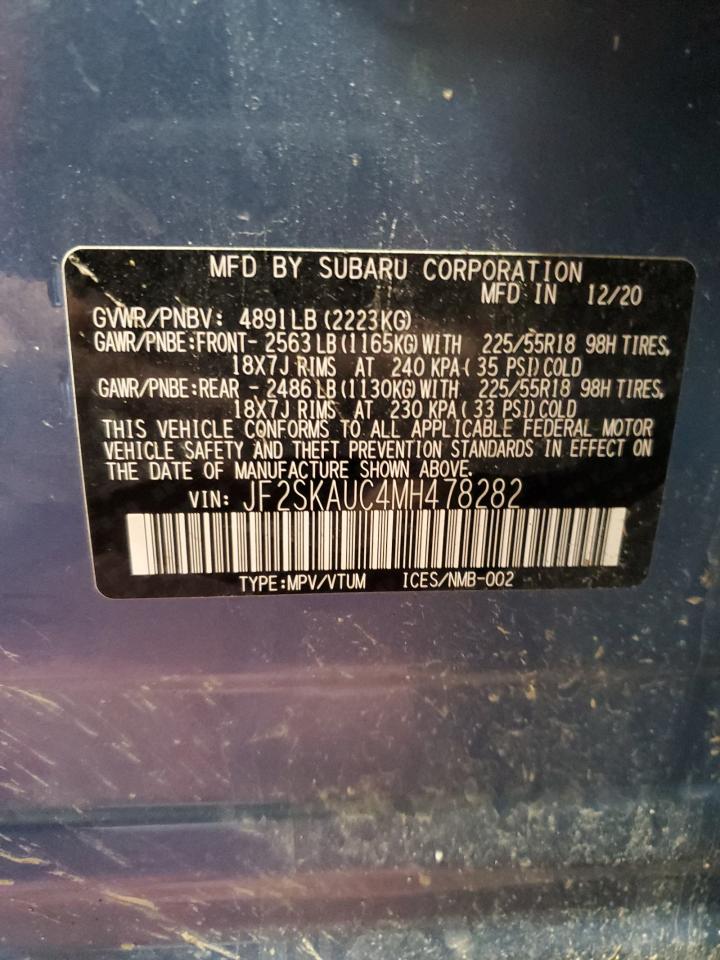 MFD BY SUBARU CORPORATION
MFD IN 12/20
GVWR/PNBV: 4891LB (2223KG)
GAWR/PNBE:FRONT- 2563 LB (1165KG) WITH 225/55R18 98H TIRES,
18X7J RIMS AT 240 KPA ( 35 PSI) COLD
GAWR/PNBE:REAR - 2486 LB (1130KG) WITH 225/55R18 98H TIRES,
18X7J RIMS AT 230 KPA ( 33 PSI) COLD
THIS VEHICLE CONFORMS TO ALL APPLICABLE FEDERAL MOTOR
VEHICLE SAFETY AND THEFT PREVENTION STANDARDS IN EFFECT ON
THE DATE OF MANUFACTURE SHOWN ABOVE.
VIN: JF2SKAUC4MH478282
TYPE:MPV/VTUM ICES/NMB-002